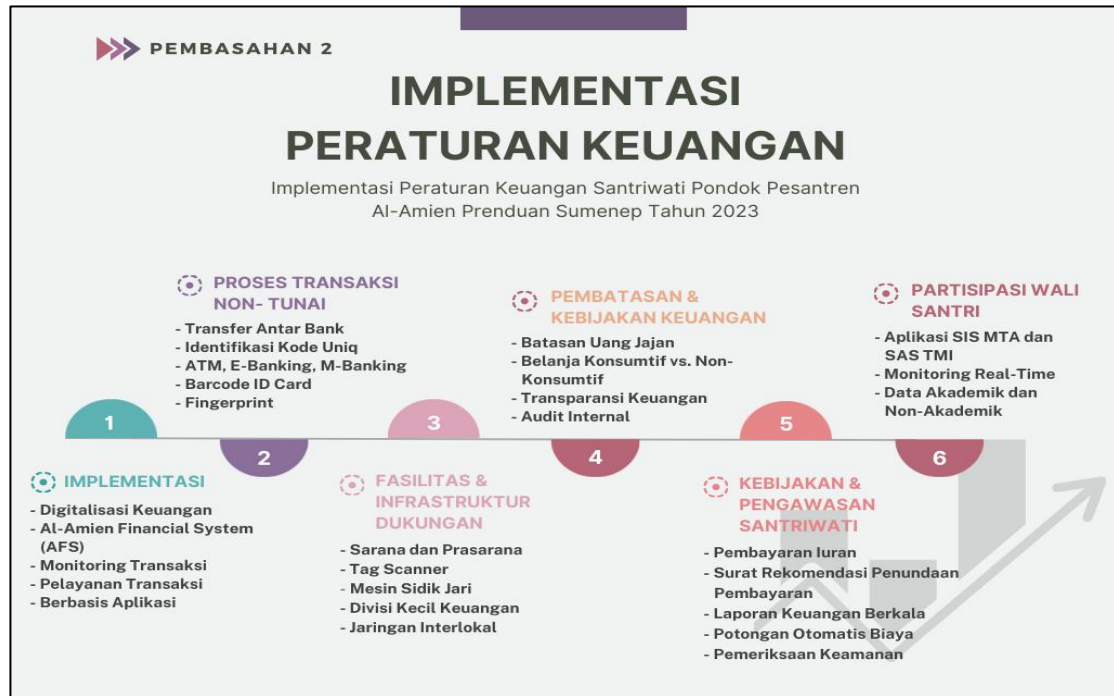 PEMBASAHAN 2
IMPLEMENTASI
PERATURAN KEUANGAN
Implementasi Peraturan Keuangan Santriwati Pondok Pesantren
Al-Amien Prenduan Sumenep Tahun 2023
1
IMPLEMENTASI
- Digitalisasi Keuangan
- Al-Amien Financial System
(AFS)
- Monitoring Transaksi
- Pelayanan Transaksi
- Berbasis Aplikasi
2
PROSES TRANSAKSI
NON- TUNAI
- Transfer Antar Bank
- Identifikasi Kode Uniq
- ATM, E-Banking, M-Banking
- Barcode ID Card
- Fingerprint
3
FASILITAS &
INFRASTRUKTUR
DUKUNGAN
- Sarana dan Prasarana
- Tag Scanner
- Mesin Sidik Jari
- Divisi Kecil Keuangan
- Jaringan Interlokal
4
PEMBATASAN &
KEBIJAKAN KEUANGAN
- Batasan Uang Jajan
- Belanja Konsumtif vs. Non-
Konsumtif
- Transparansi Keuangan
- Audit Internal
5
KEBIJAKAN &
PENGAWASAN
SANTRIWATI
- Pembayaran Iuran
- Surat Rekomendasi Penundaan
Pembayaran
- Laporan Keuangan Berkala
- Potongan Otomatis Biaya
- Pemeriksaan Keamanan
6
PARTISIPASI WALI
SANTRI
- Aplikasi SIS MTA dan
SAS TMI
- Monitoring Real-Time
- Data Akademik dan
Non-Akademik